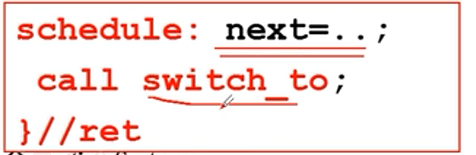 schedule: next=..;
call switch_to;
}//ret